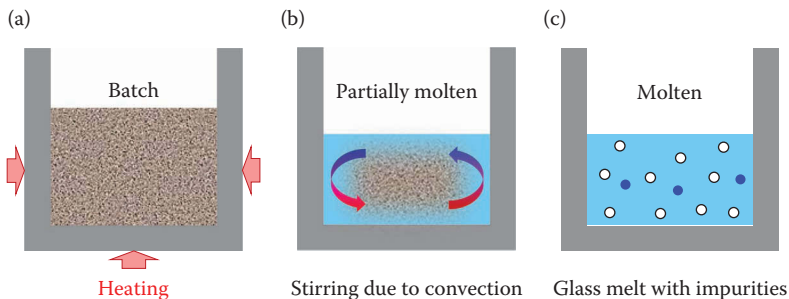 (a)
(b)
(c)
Batch
Partially molten
Molten
Heating
Stirring due to convection
Glass melt with impurities